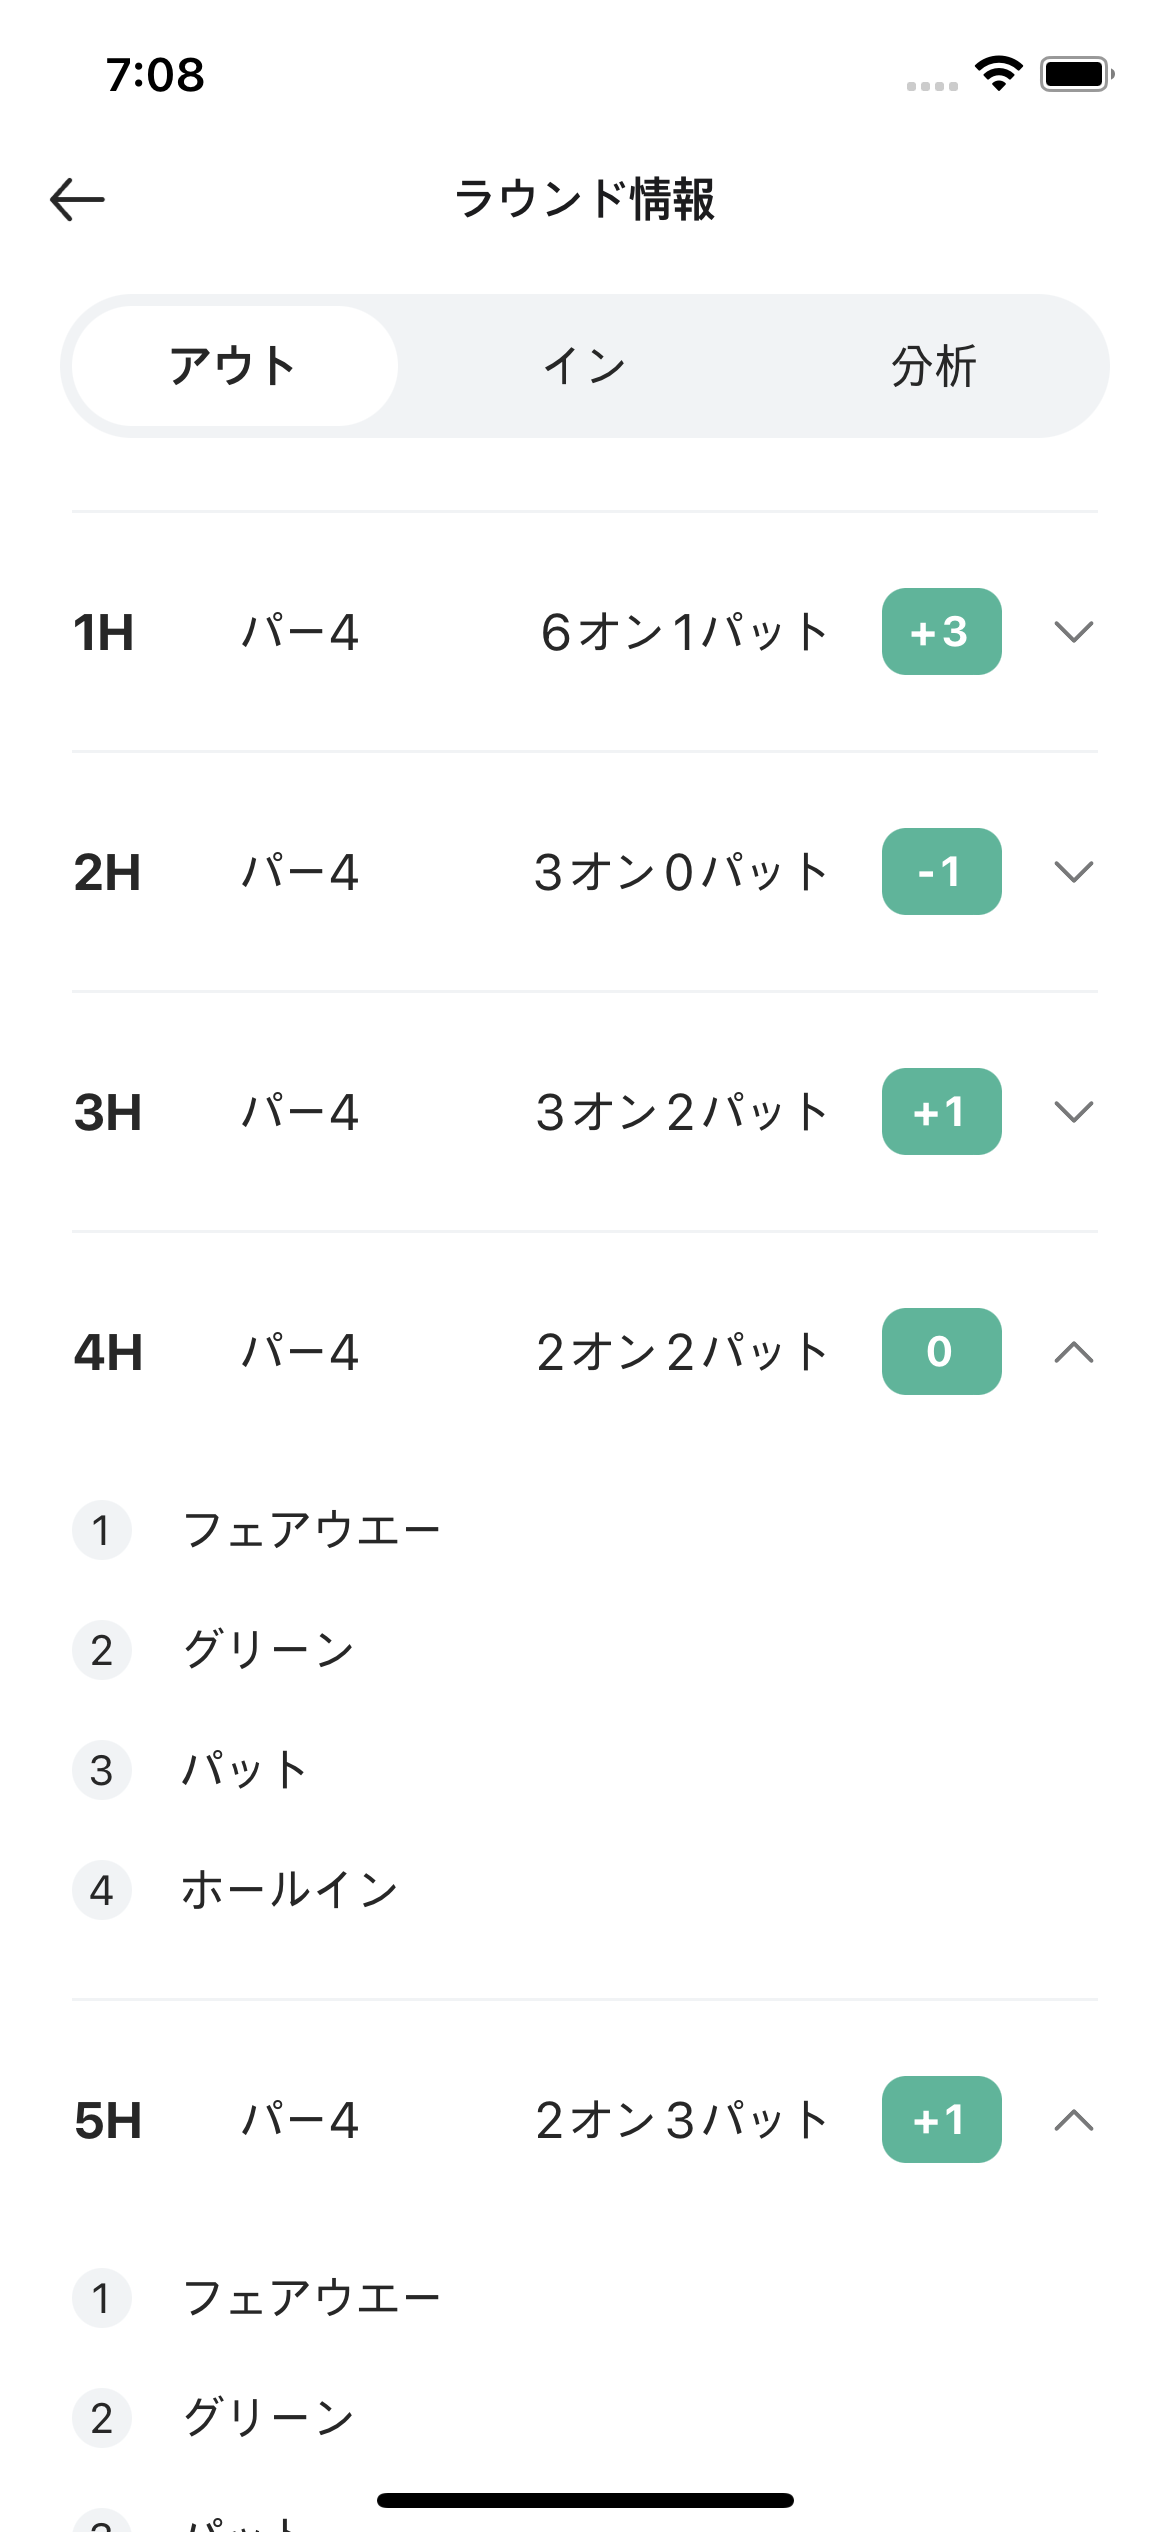 7:08
ラウンド情報
アウト イン 分析
1H パー4 6オン1パット +3
2H パー4 3オン0パット -1
3H パー4 3オン2パット +1
4H パー4 2オン2パット 0
1 フェアウエー
2 グリーン
3 パット
4 ホールイン
5H パー4 2オン3パット +1
1 フェアウエー
2 グリーン